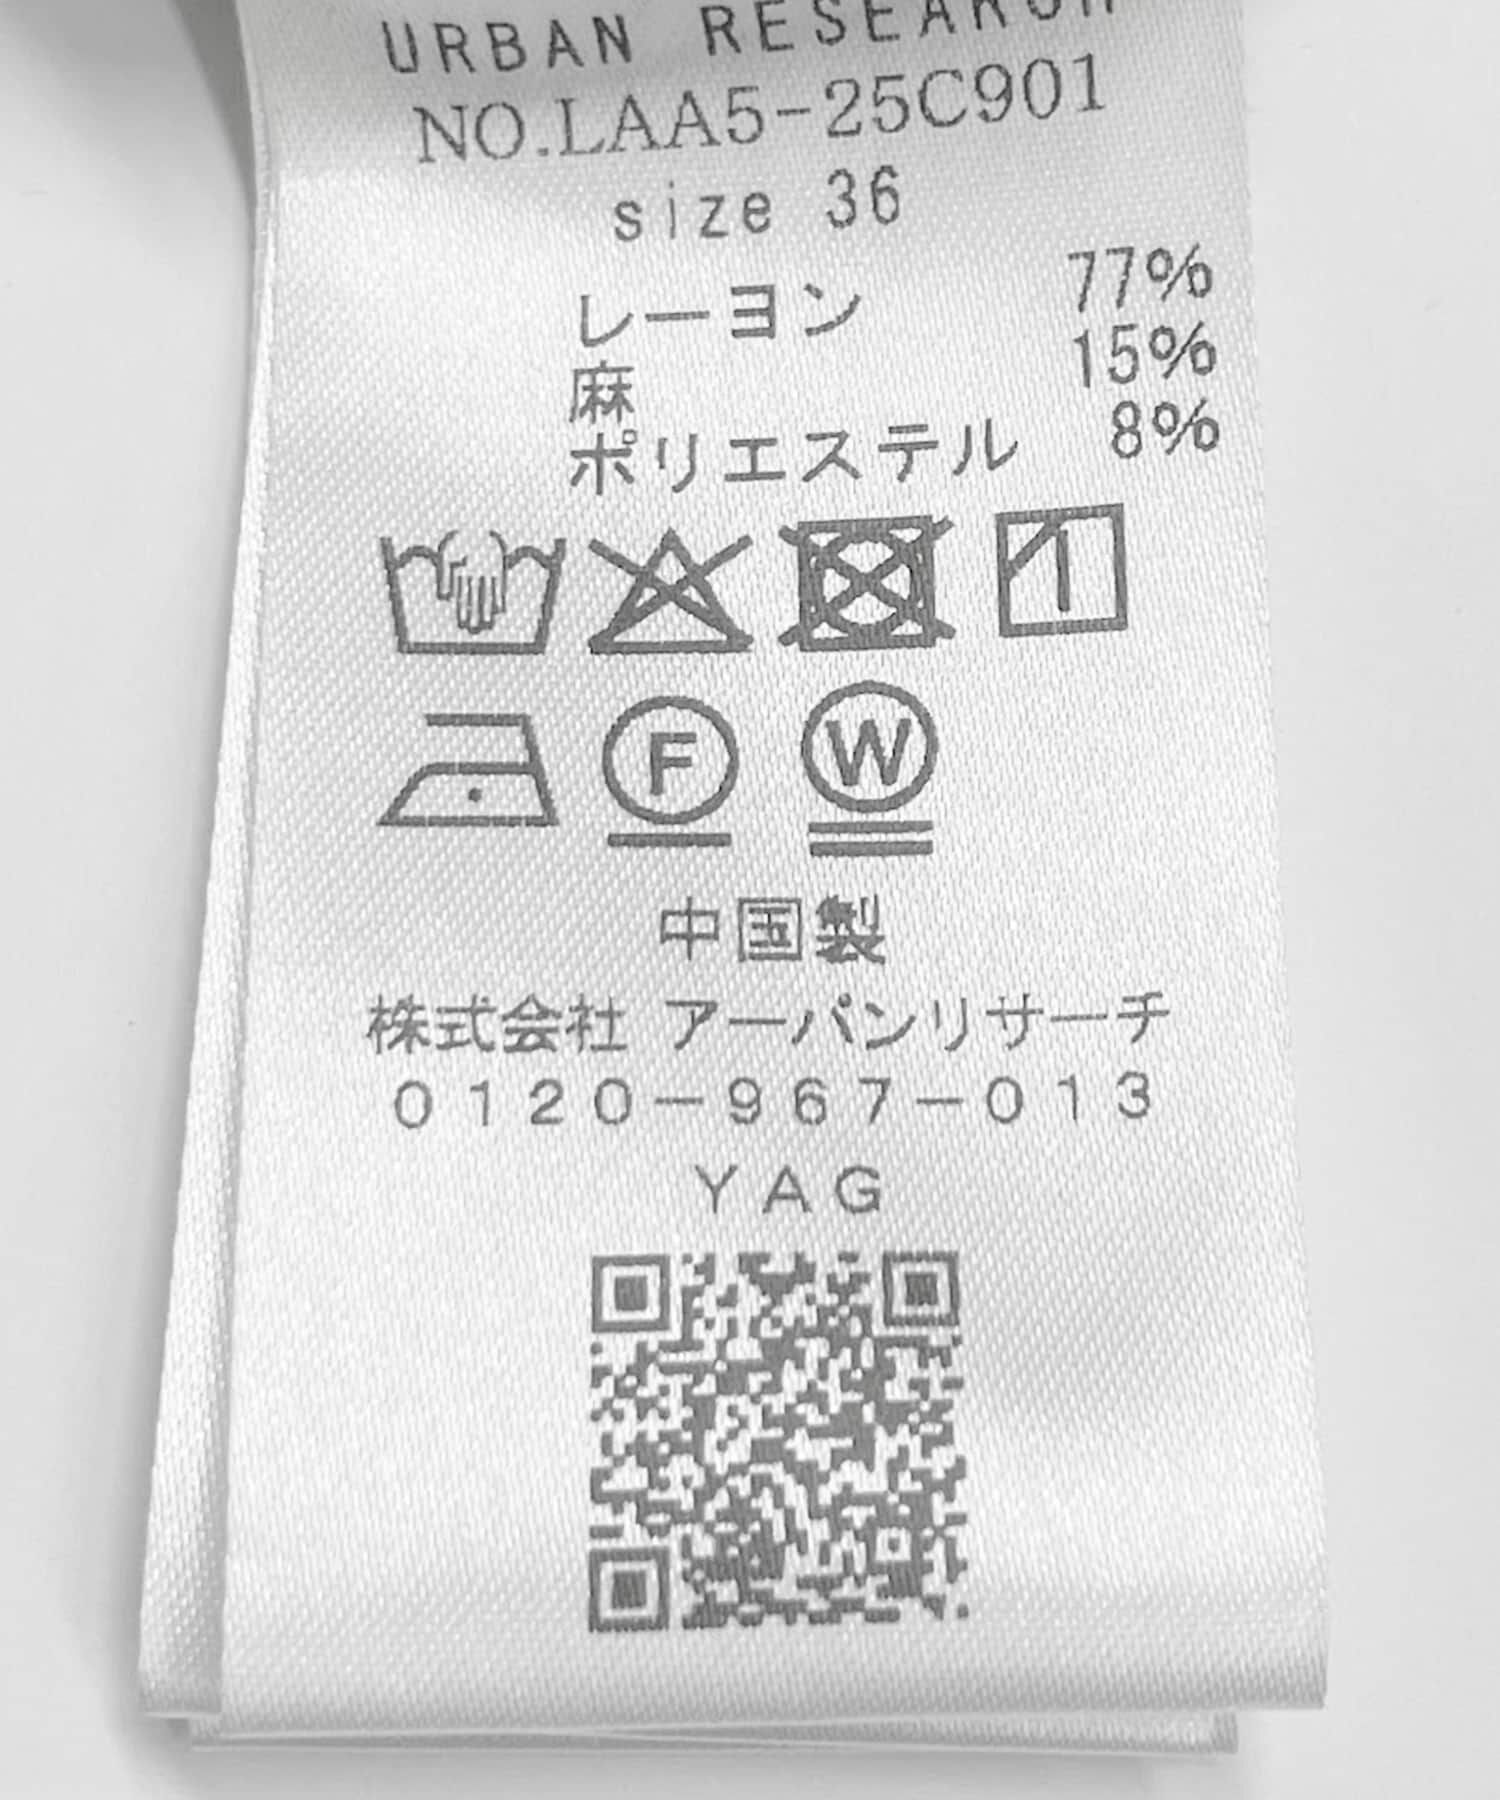 URBAN RESEARCH
NO.LAA5-25C901
size 36
レーヨン 77%
麻 15%
ポリエステル 8%
F W
中国製
株式会社 アーバンリサーチ
0120-967-013
YAG